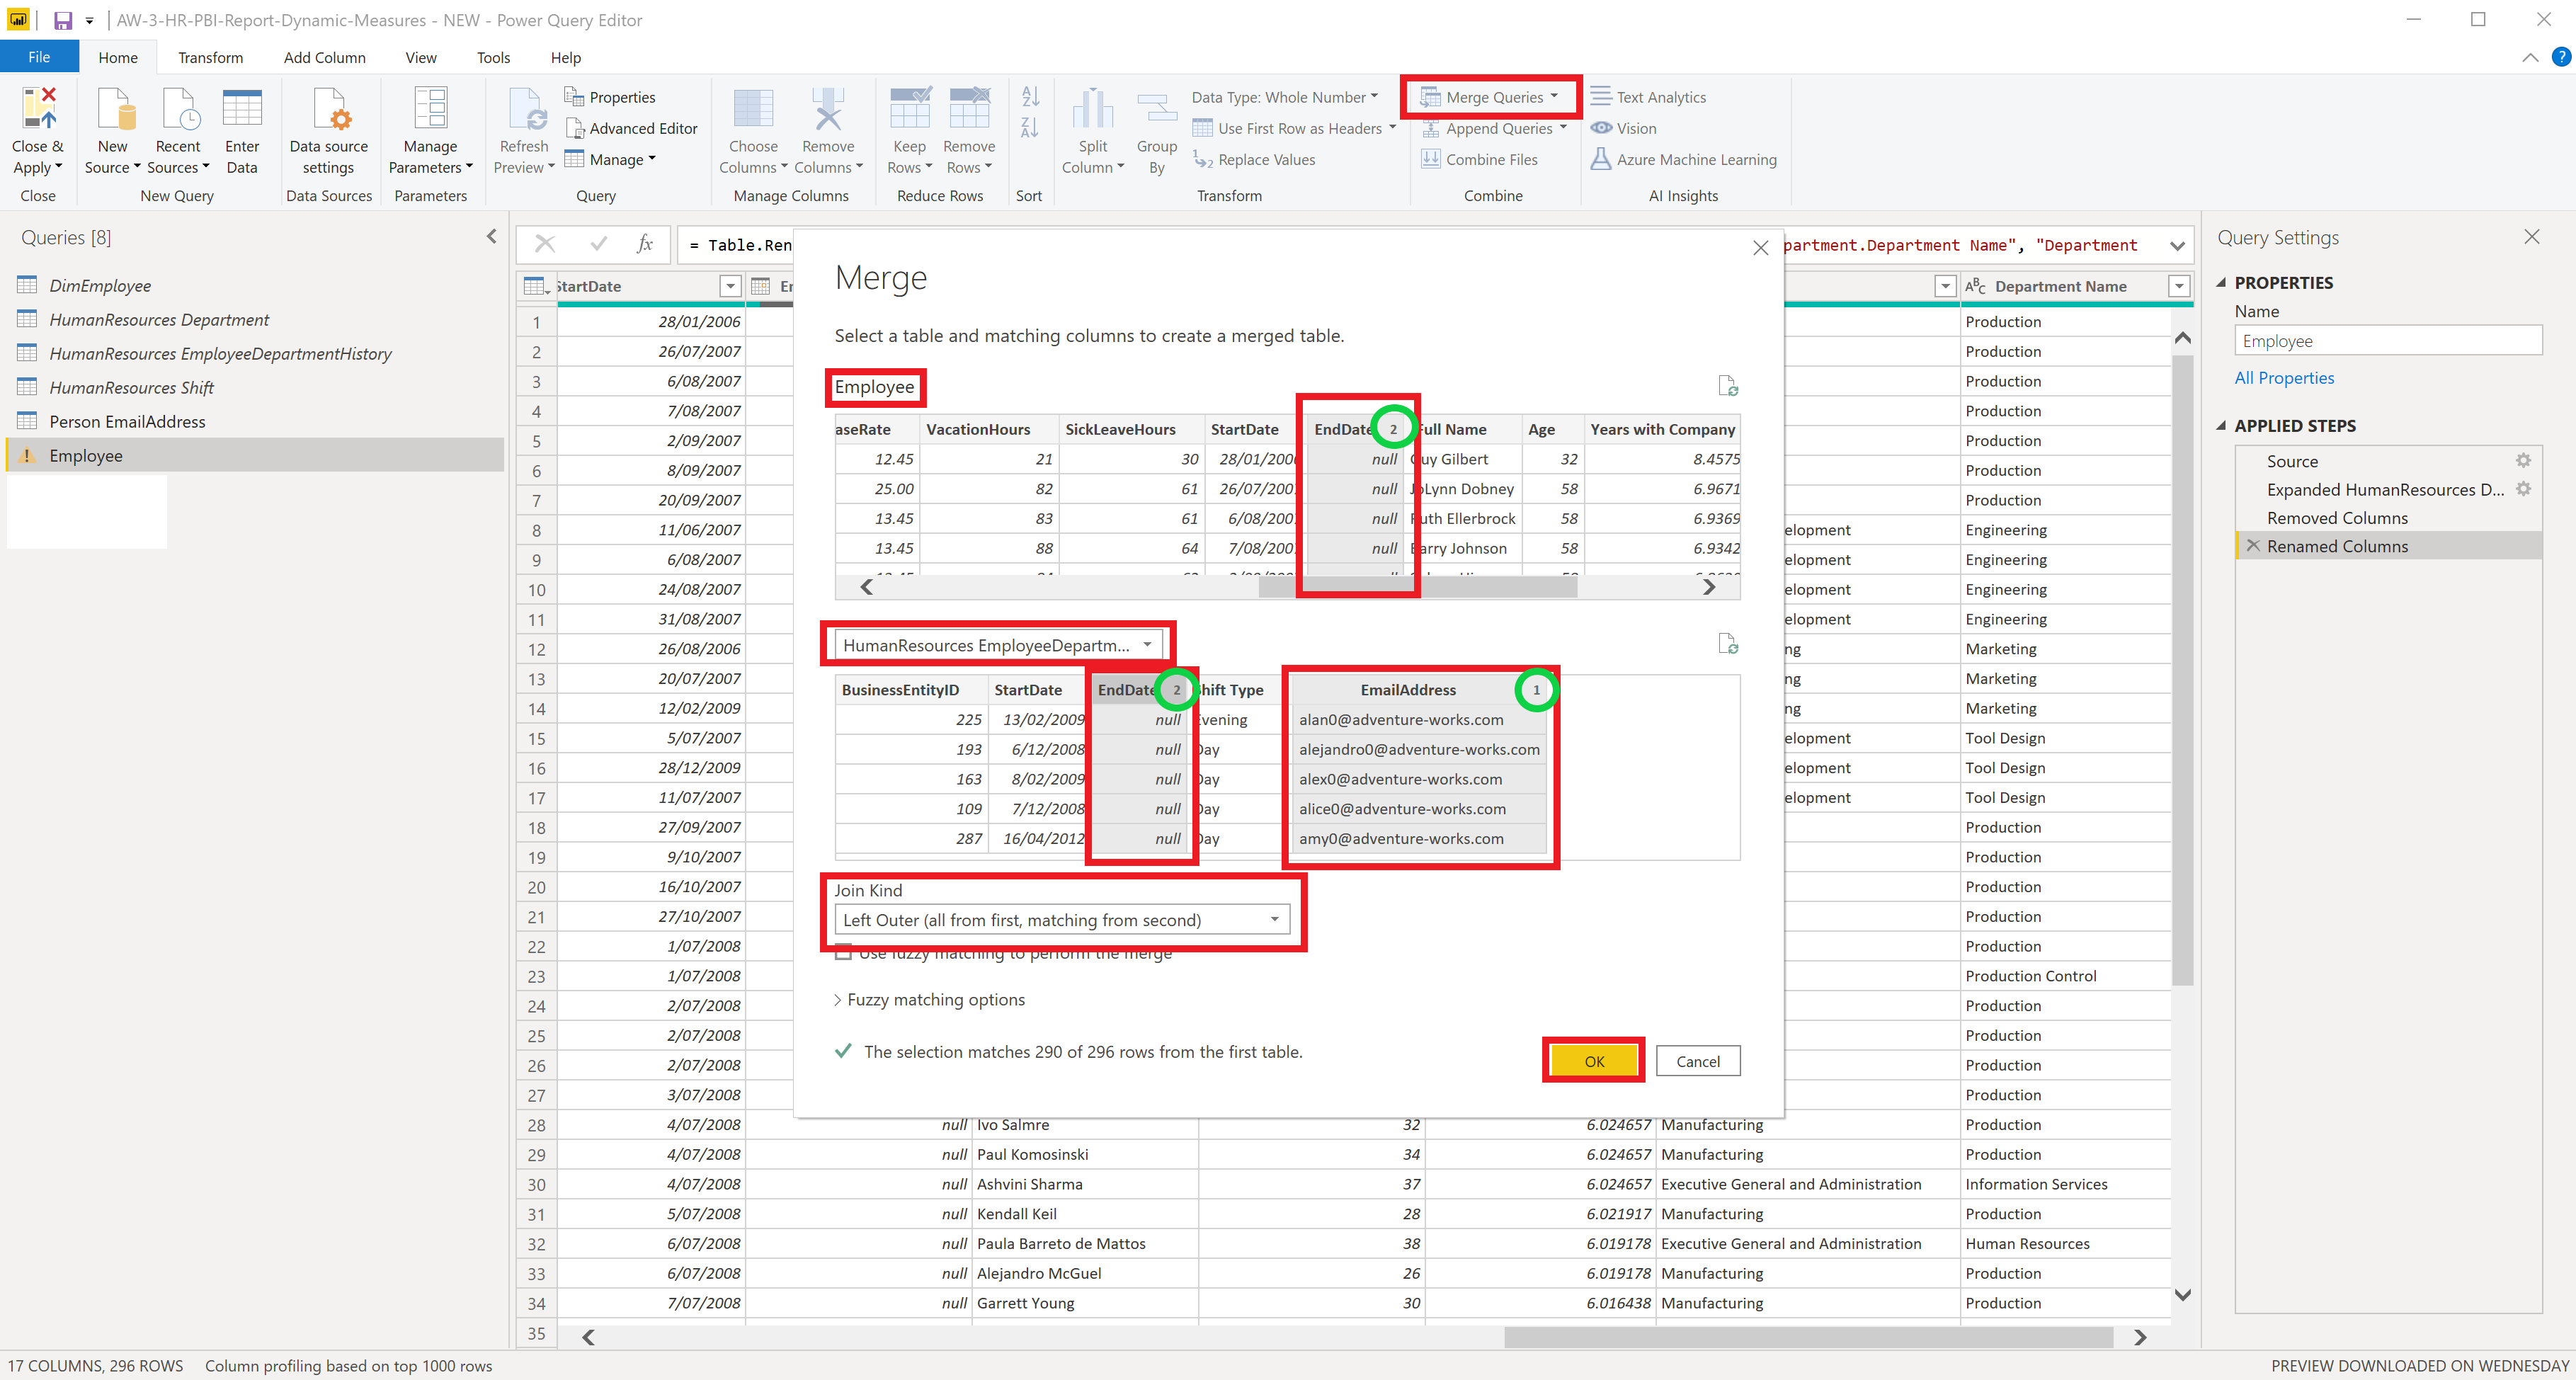 AW-3-HR-PBI-Report-Dynamic-Measures - NEW - Power Query Editor
File Home Transform Add Column View Tools Help
Close & Apply
Close
New Source
Recent Sources
Enter Data
New Query
Data source settings
Data Sources
Manage Parameters
Parameters
Refresh Preview
Properties
Advanced Editor
Manage
Query
Choose Columns
Remove Columns
Manage Columns
Keep Rows
Remove Rows
Reduce Rows
Sort
Split Column
Group By
Data Type: Whole Number
Use First Row as Headers
Replace Values
Transform
Merge Queries
Append Queries
Combine Files
Combine
Text Analytics
Vision
Azure Machine Learning
AI Insights
Queries [8]
DimEmployee
HumanResources Department
HumanResources EmployeeDepartmentHistory
HumanResources Shift
Person EmailAddress
Employee
fx = Table.Ren
partment.Department Name", "Department
StartDate
Department Name
1 28/01/2006 Production
2 26/07/2007 Production
3 6/08/2007 Production
4 7/08/2007 Production
5 2/09/2007 Production
6 8/09/2007 Production
7 20/09/2007 Production
8 11/06/2007 elopment Engineering
9 6/08/2007 elopment Engineering
10 24/08/2007 elopment Engineering
11 31/08/2007 elopment Engineering
12 26/08/2006 ng Marketing
13 20/07/2007 ng Marketing
14 12/02/2009 ng Marketing
15 5/07/2007 elopment Tool Design
16 28/12/2009 elopment Tool Design
17 11/07/2007 elopment Tool Design
18 27/09/2007 Production
19 9/10/2007 Production
20 16/10/2007 Production
21 27/10/2007 Production
22 1/07/2008 Production
23 1/07/2008 Production Control
24 2/07/2008 Production
25 2/07/2008 Production
26 2/07/2008 Production
27 3/07/2008 Production
28 4/07/2008 null Ivo Salmre 32 6.024657 Manufacturing Production
29 4/07/2008 null Paul Komosinski 34 6.024657 Manufacturing Production
30 4/07/2008 null Ashvini Sharma 37 6.024657 Executive General and Administration Information Services
31 5/07/2008 null Kendall Keil 28 6.021917 Manufacturing Production
32 6/07/2008 null Paula Barreto de Mattos 38 6.019178 Executive General and Administration Human Resources
33 6/07/2008 null Alejandro McGuel 26 6.019178 Manufacturing Production
34 7/07/2008 null Garrett Young 30 6.016438 Manufacturing Production
35
Merge
Select a table and matching columns to create a merged table.
Employee
aseRate VacationHours SickLeaveHours StartDate EndDate 2 Full Name Age Years with Company
12.45 21 30 28/01/2006 null Guy Gilbert 32 8.4575
25.00 82 61 26/07/2007 null JoLynn Dobney 58 6.9671
13.45 83 61 6/08/2007 null Ruth Ellerbrock 58 6.9369
13.45 88 64 7/08/2007 null Barry Johnson 58 6.9342
HumanResources EmployeeDepartm...
BusinessEntityID StartDate EndDate 2 Shift Type EmailAddress 1
225 13/02/2009 null Evening alan0@adventure-works.com
193 6/12/2008 null Day alejandro0@adventure-works.com
163 8/02/2009 null Day alex0@adventure-works.com
109 7/12/2008 null Day alice0@adventure-works.com
287 16/04/2012 null Day amy0@adventure-works.com
Join Kind
Left Outer (all from first, matching from second)
Use fuzzy matching to perform the merge
Fuzzy matching options
The selection matches 290 of 296 rows from the first table.
OK Cancel
Query Settings
PROPERTIES
Name
Employee
All Properties
APPLIED STEPS
Source
Expanded HumanResources D...
Removed Columns
Renamed Columns
17 COLUMNS, 296 ROWS Column profiling based on top 1000 rows
PREVIEW DOWNLOADED ON WEDNESDAY